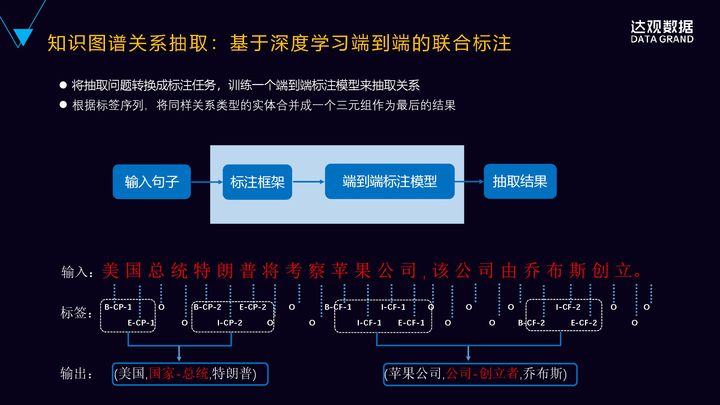 知识图谱关系抽取：基于深度学习端到端的联合标注
达观数据
DATA GRAND
将抽取问题转换成标注任务，训练一个端到端标注模型来抽取关系
根据标签序列，将同样关系类型的实体合并成一个三元组作为最后的结果
输入句子
标注框架
端到端标注模型
抽取结果
输入：美国总统特朗普将考察苹果公司，该公司由乔布斯创立。
标签：
B-CP-1 O B-CP-2 E-CP-2 O B-CF-1 I-CF-1 O O O I-CF-2 O O
E-CP-1 O I-CP-2 O O I-CF-1 E-CF-1 O O B-CF-2 E-CF-2 O
输出：
(美国,国家-总统,特朗普)
(苹果公司,公司-创立者,乔布斯)